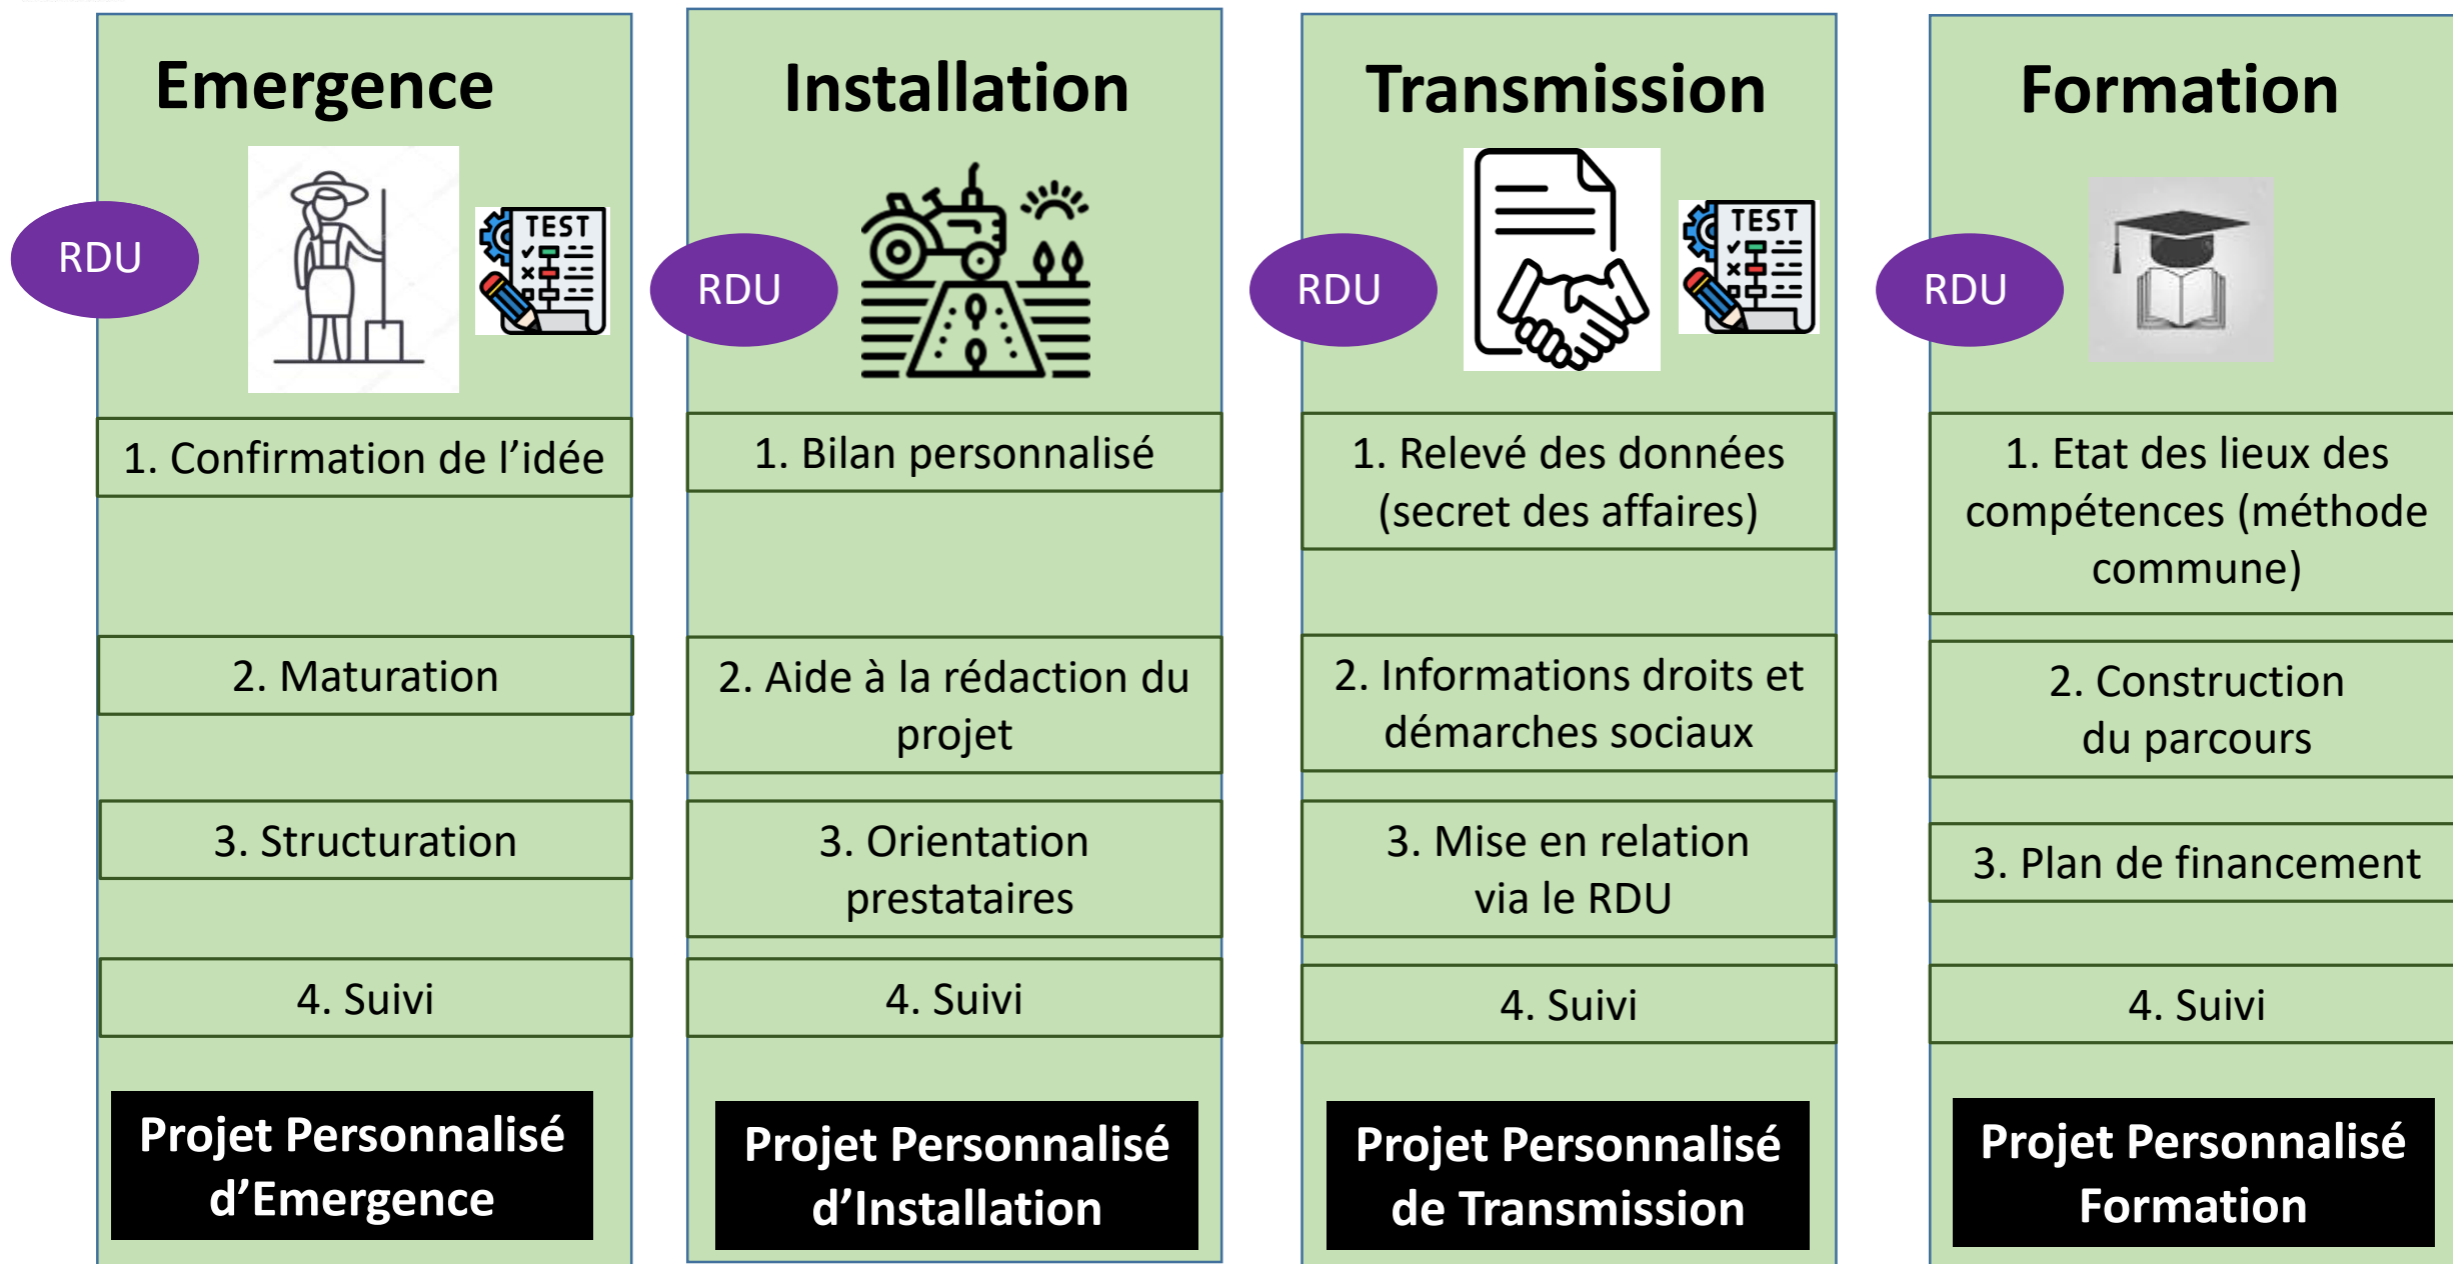 Emergence
RDU
TEST
1. Confirmation de l’idée
2. Maturation
3. Structuration
4. Suivi
Projet Personnalisé
d’Emergence
Installation
RDU
1. Bilan personnalisé
2. Aide à la rédaction du
projet
3. Orientation
prestataires
4. Suivi
Projet Personnalisé
d’Installation
Transmission
RDU
TEST
1. Relevé des données
(secret des affaires)
2. Informations droits et
démarches sociaux
3. Mise en relation
via le RDU
4. Suivi
Projet Personnalisé
de Transmission
Formation
RDU
1. Etat des lieux des
compétences (méthode
commune)
2. Construction
du parcours
3. Plan de financement
4. Suivi
Projet Personnalisé
Formation